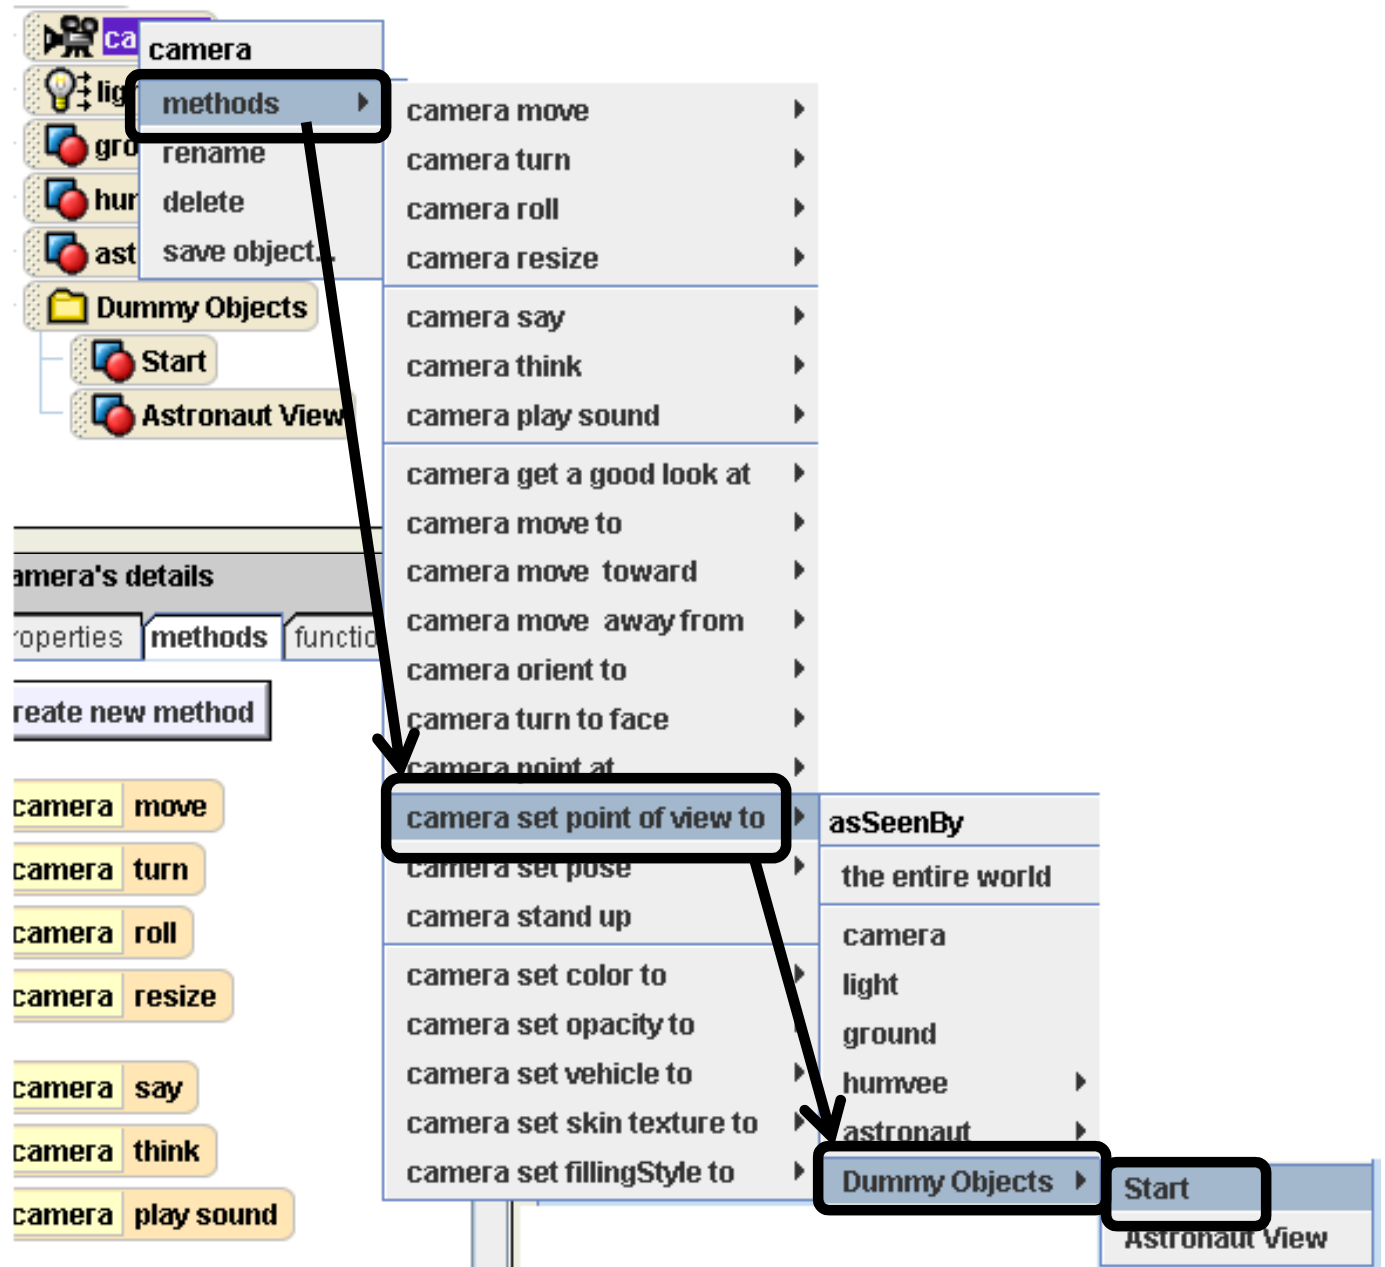 ca
lig
gro
hur
ast
Dummy Objects
Start
Astronaut View
camera
methods
rename
delete
save object...
camera move
camera turn
camera roll
camera resize
camera say
camera think
camera play sound
camera get a good look at
camera move to
camera move toward
camera move away from
camera orient to
camera turn to face
camera point at
camera set point of view to
camera set pose
camera stand up
camera set color to
camera set opacity to
camera set vehicle to
camera set skin texture to
camera set fillingStyle to
asSeenBy
the entire world
camera
light
ground
humvee
astronaut
Dummy Objects
Start
Astronaut View
amera's details
roperties methods functio
reate new method
camera move
camera turn
camera roll
camera resize
camera say
camera think
camera play sound